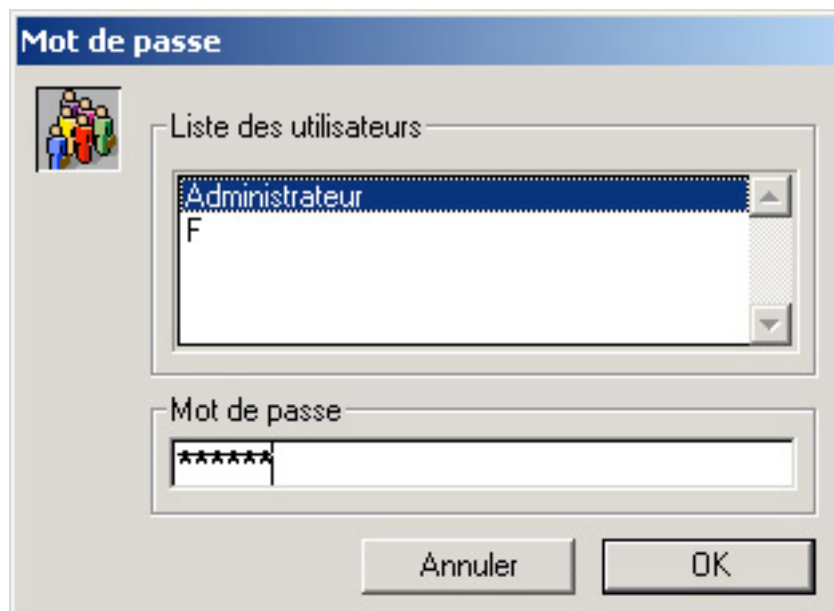 Mot de passe
Liste des utilisateurs
Administrateur
F
Mot de passe
******
Annuler
OK